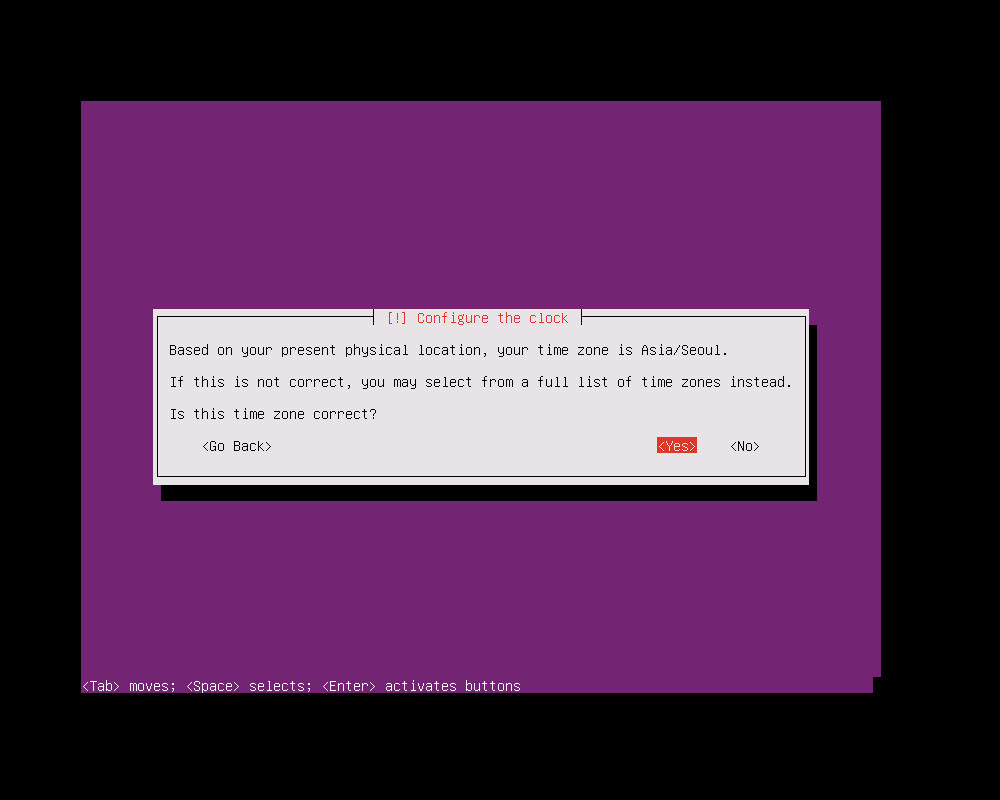 [!] Configure the clock
Based on your present physical location, your time zone is Asia/Seoul.
If this is not correct, you may select from a full list of time zones instead.
Is this time zone correct?
<Go Back> <Yes> <No>
<Tab> moves; <Space> selects; <Enter> activates buttons